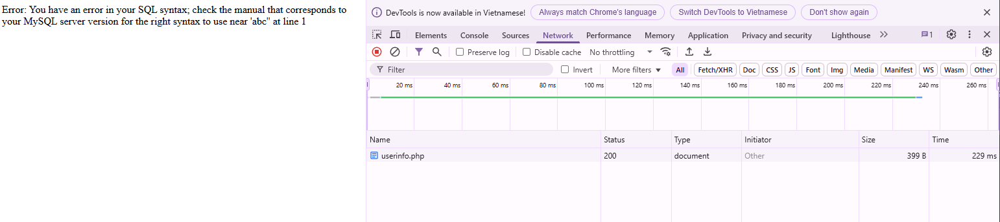 Error: You have an error in your SQL syntax; check the manual that corresponds to
your MySQL server version for the right syntax to use near 'abc'' at line 1
DevTools is now available in Vietnamese! Always match Chrome's language Switch DevTools to Vietnamese Don't show again
Elements Console Sources Network Performance Memory Application Privacy and security Lighthouse 1
Preserve log Disable cache No throttling
Filter Invert More filters All Fetch/XHR Doc CSS JS Font Img Media Manifest WS Wasm Other
20 ms 40 ms 60 ms 80 ms 100 ms 120 ms 140 ms 160 ms 180 ms 200 ms 220 ms 240 ms 260 ms
Name Status Type Initiator Size Time
userinfo.php 200 document Other 399 B 229 ms